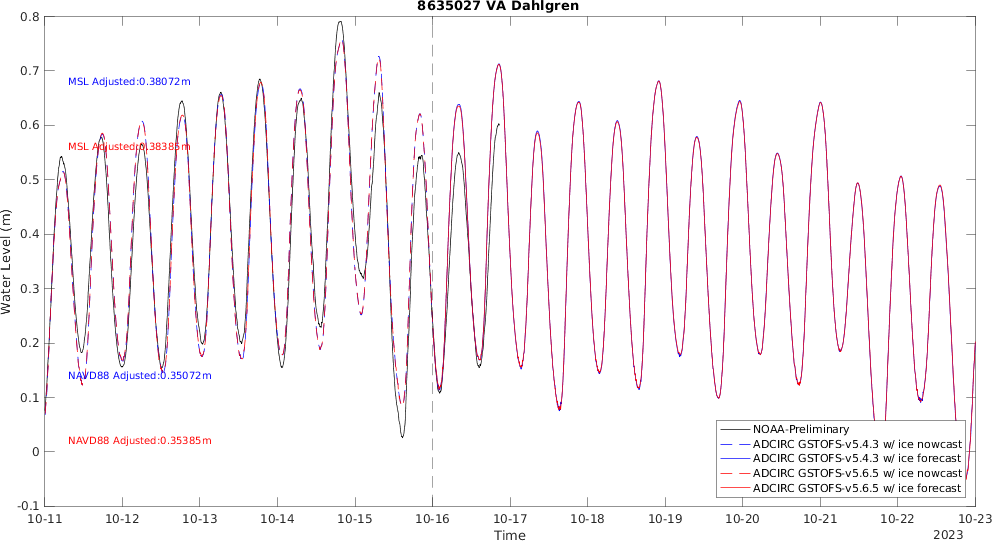 8635027 VA Dahlgren
0.8
0.7
0.6
0.5
0.4
0.3
0.2
0.1
0
-0.1
Water Level (m)
MSL Adjusted:0.38072m
MSL Adjusted:0.38385m
NAVD88 Adjusted:0.35072m
NAVD88 Adjusted:0.35385m
NOAA-Preliminary
ADCIRC GSTOFS-v5.4.3 w/ ice nowcast
ADCIRC GSTOFS-v5.4.3 w/ ice forecast
ADCIRC GSTOFS-v5.6.5 w/ ice nowcast
ADCIRC GSTOFS-v5.6.5 w/ ice forecast
10-11 10-12 10-13 10-14 10-15 10-16 10-17 10-18 10-19 10-20 10-21 10-22 10-23
Time
2023